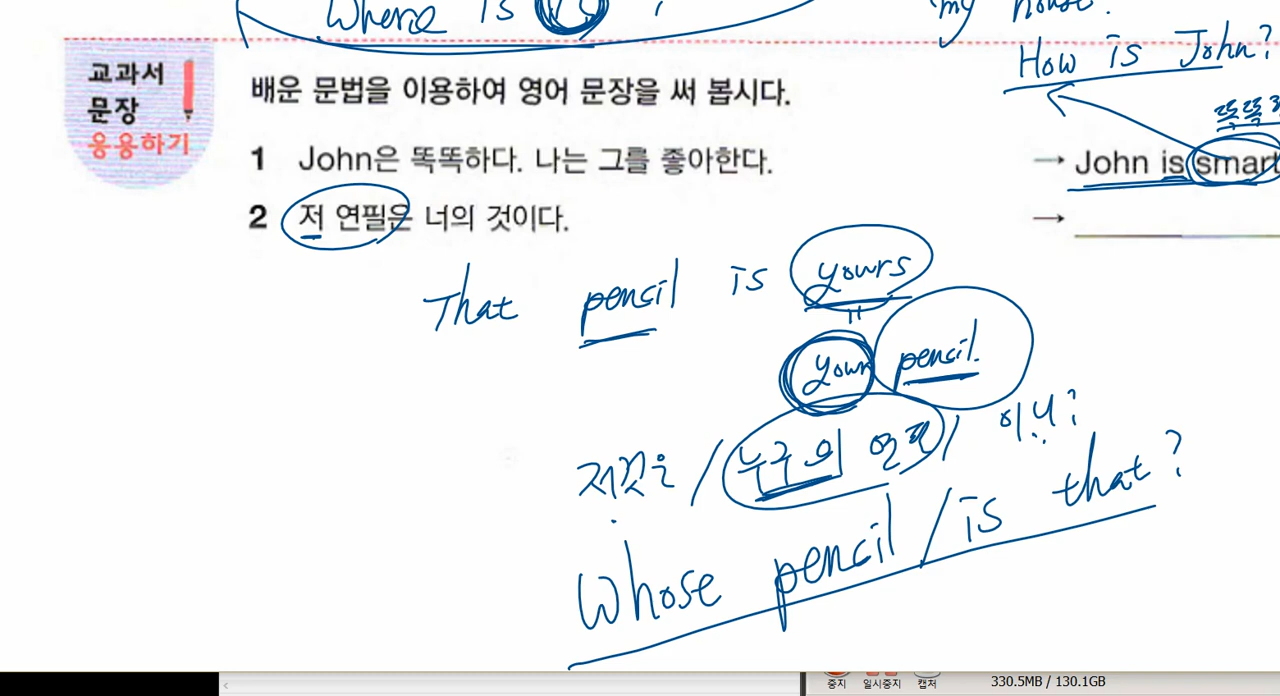 Where is
my house?
How is John?
교과서
문장
응용하기
배운 문법을 이용하여 영어 문장을 써 봅시다.
똑똑한
1 John은 똑똑하다. 나는 그를 좋아한다. → John is smart
2 저 연필은 너의 것이다. →
That pencil is yours
=
your pencil.
저것은 / 누구의 연필 / 이니?
Whose pencil / is that?
중지 일시중지 캡처 330.5MB / 130.1GB